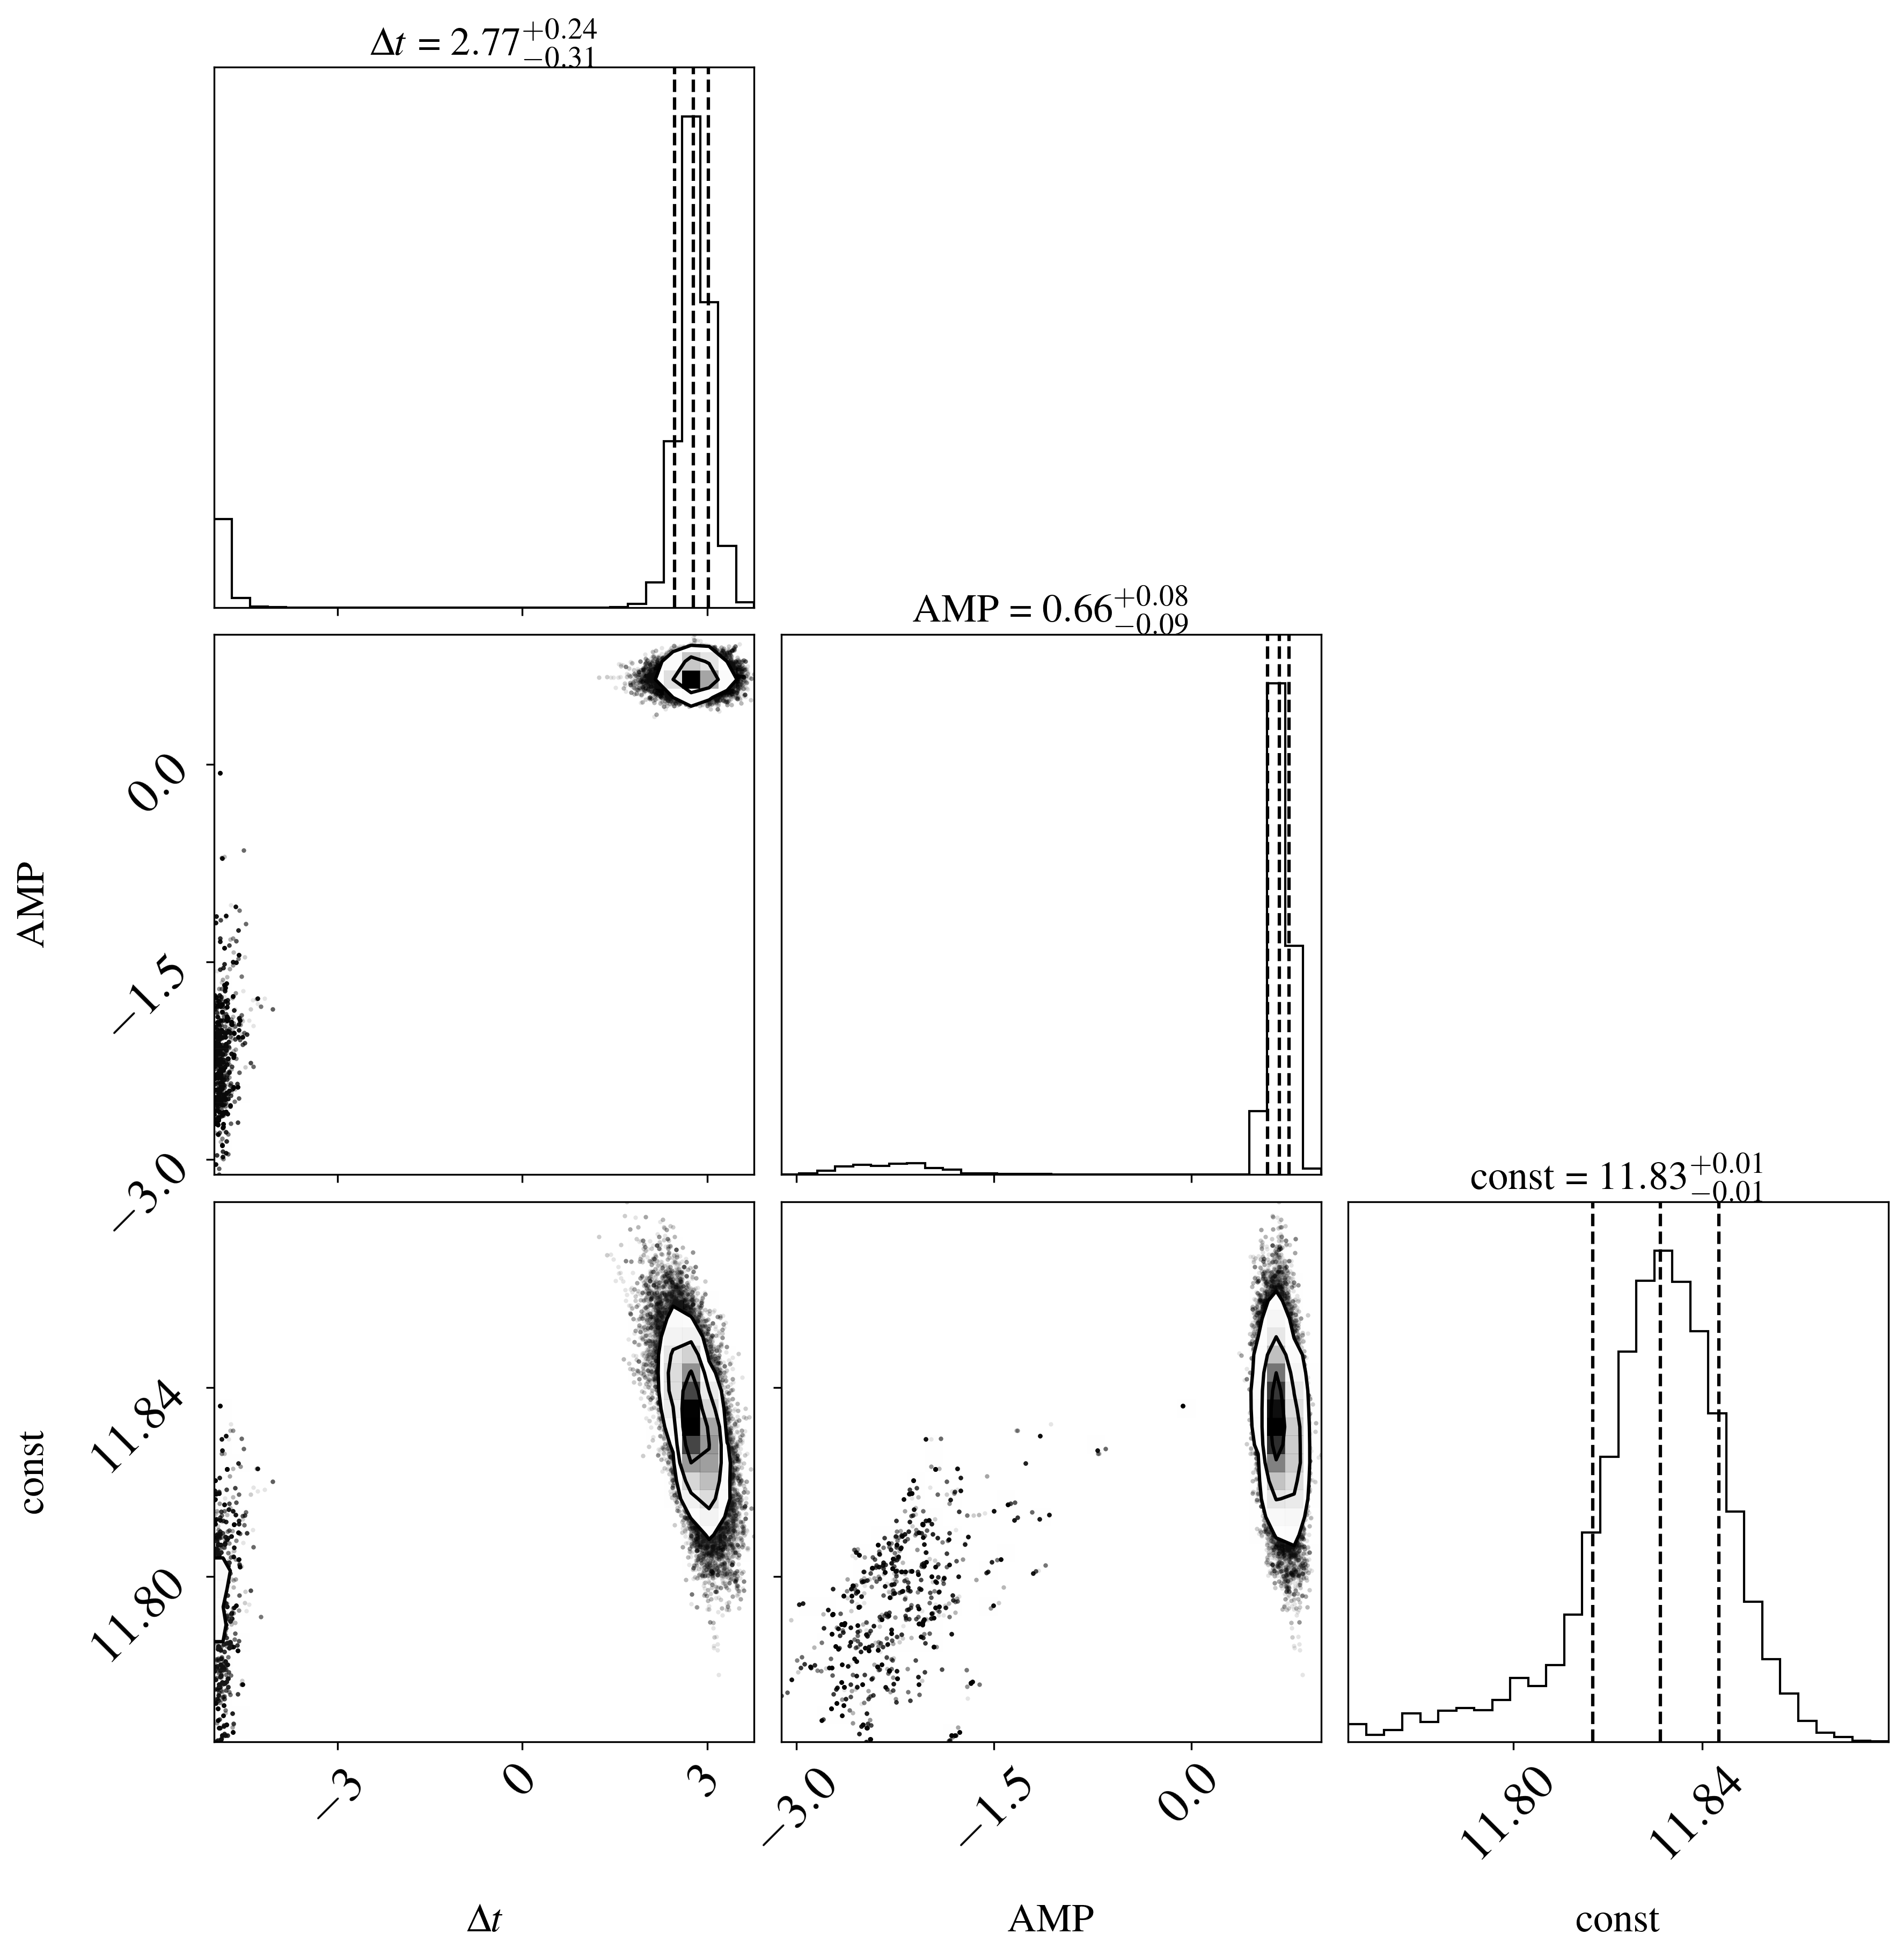 Δt = 2.77+0.24 −0.31
AMP = 0.66+0.08 −0.09
0.0
−1.5
−3.0
AMP
const = 11.83+0.01 −0.01
11.84
11.80
const
−3 0 3
−3.0 −1.5 0.0
11.80 11.84
Δt AMP const